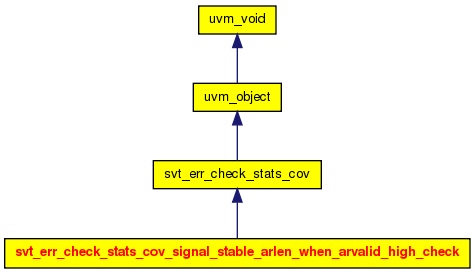 uvm_void
uvm_object
svt_err_check_stats_cov
svt_err_check_stats_cov_signal_stable_arlen_when_arvalid_high_check